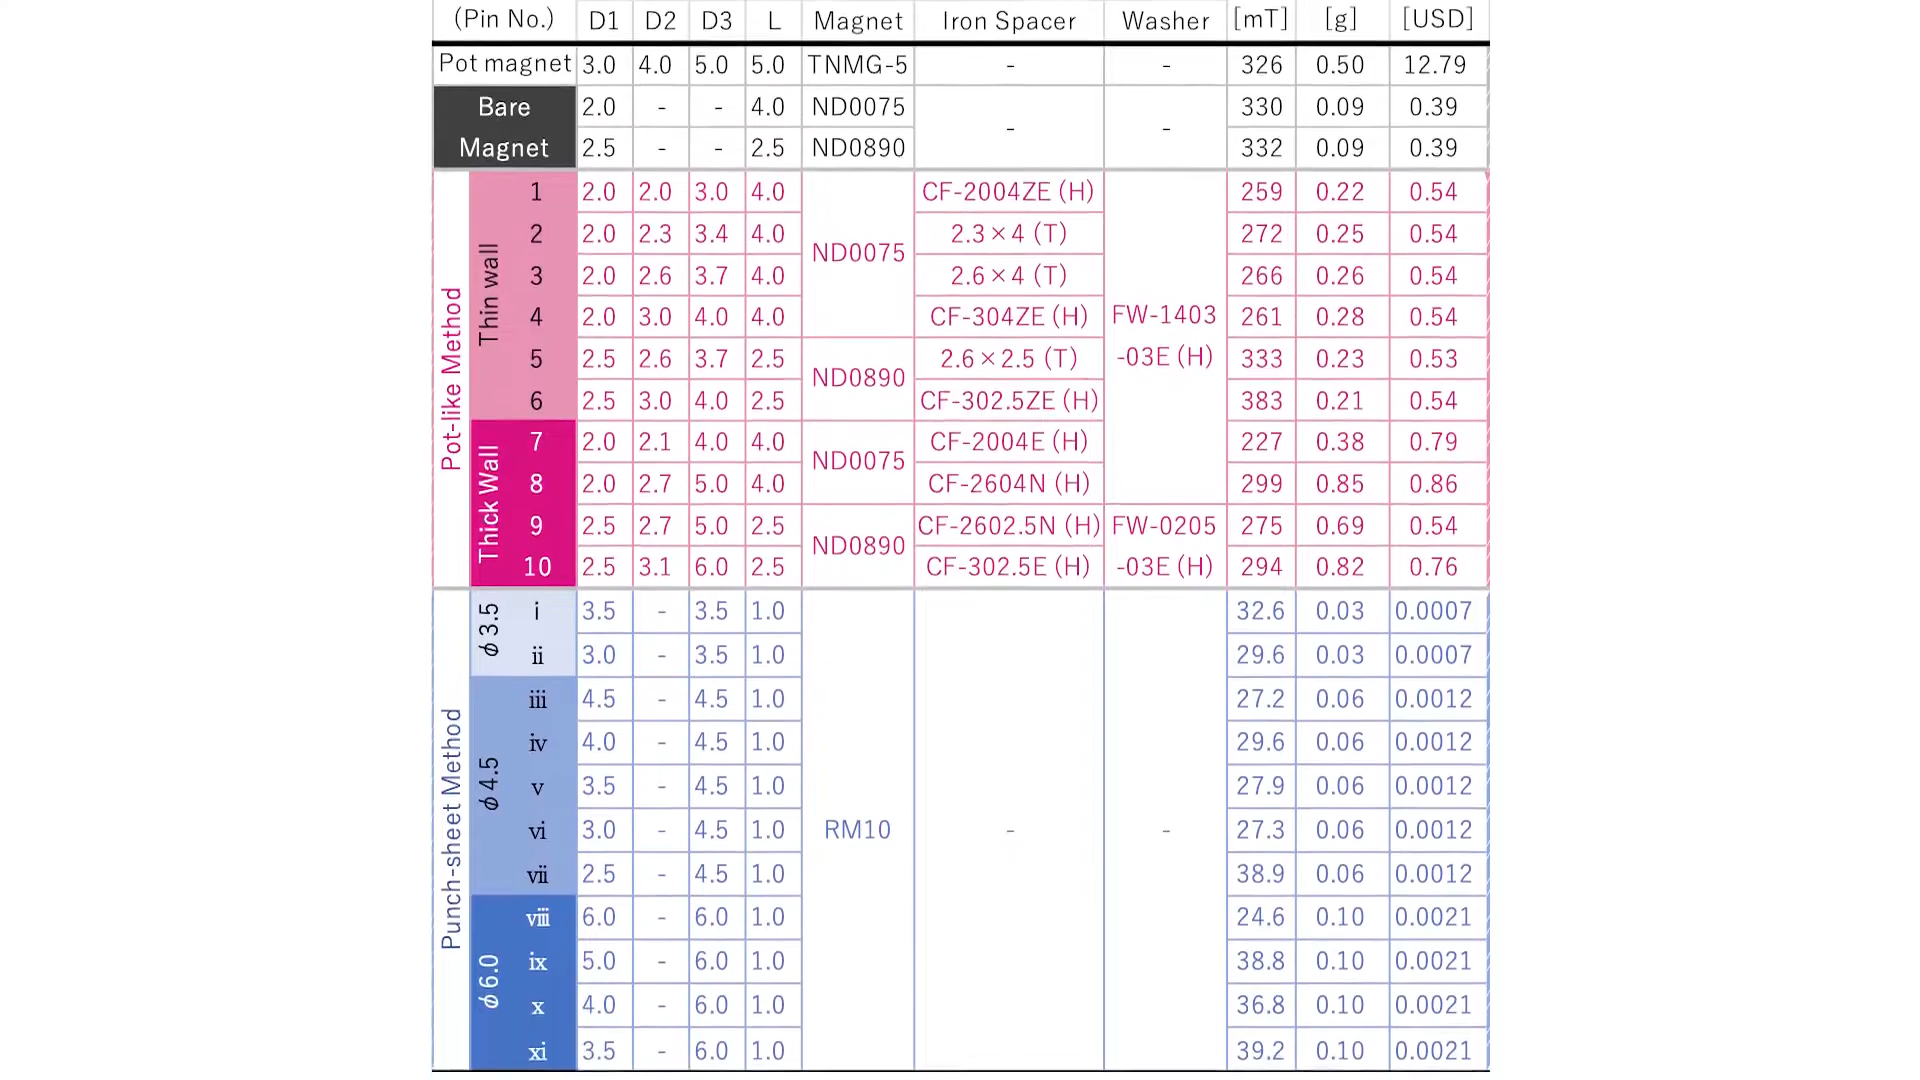 (Pin No.) D1 D2 D3 L Magnet Iron Spacer Washer [mT] [g] [USD]
Pot magnet 3.0 4.0 5.0 5.0 TNMG-5 - - 326 0.50 12.79
Bare 2.0 - - 4.0 ND0075 330 0.09 0.39
- -
Magnet 2.5 - - 2.5 ND0890 332 0.09 0.39
Pot-like Method
Thin wall
1 2.0 2.0 3.0 4.0 CF-2004ZE (H) 259 0.22 0.54
2 2.0 2.3 3.4 4.0 2.3×4 (T) 272 0.25 0.54
ND0075
3 2.0 2.6 3.7 4.0 2.6×4 (T) 266 0.26 0.54
4 2.0 3.0 4.0 4.0 CF-304ZE (H) FW-1403 261 0.28 0.54
5 2.5 2.6 3.7 2.5 2.6×2.5 (T) -03E (H) 333 0.23 0.53
ND0890
6 2.5 3.0 4.0 2.5 CF-302.5ZE (H) 383 0.21 0.54
Thick Wall
7 2.0 2.1 4.0 4.0 CF-2004E (H) 227 0.38 0.79
ND0075
8 2.0 2.7 5.0 4.0 CF-2604N (H) 299 0.85 0.86
9 2.5 2.7 5.0 2.5 CF-2602.5N (H) FW-0205 275 0.69 0.54
ND0890
10 2.5 3.1 6.0 2.5 CF-302.5E (H) -03E (H) 294 0.82 0.76
Punch-sheet Method
φ3.5
i 3.5 - 3.5 1.0 32.6 0.03 0.0007
ii 3.0 - 3.5 1.0 29.6 0.03 0.0007
φ4.5
iii 4.5 - 4.5 1.0 27.2 0.06 0.0012
iv 4.0 - 4.5 1.0 29.6 0.06 0.0012
v 3.5 - 4.5 1.0 27.9 0.06 0.0012
vi 3.0 - 4.5 1.0 RM10 - - 27.3 0.06 0.0012
vii 2.5 - 4.5 1.0 38.9 0.06 0.0012
φ6.0
viii 6.0 - 6.0 1.0 24.6 0.10 0.0021
ix 5.0 - 6.0 1.0 38.8 0.10 0.0021
x 4.0 - 6.0 1.0 36.8 0.10 0.0021
xi 3.5 - 6.0 1.0 39.2 0.10 0.0021